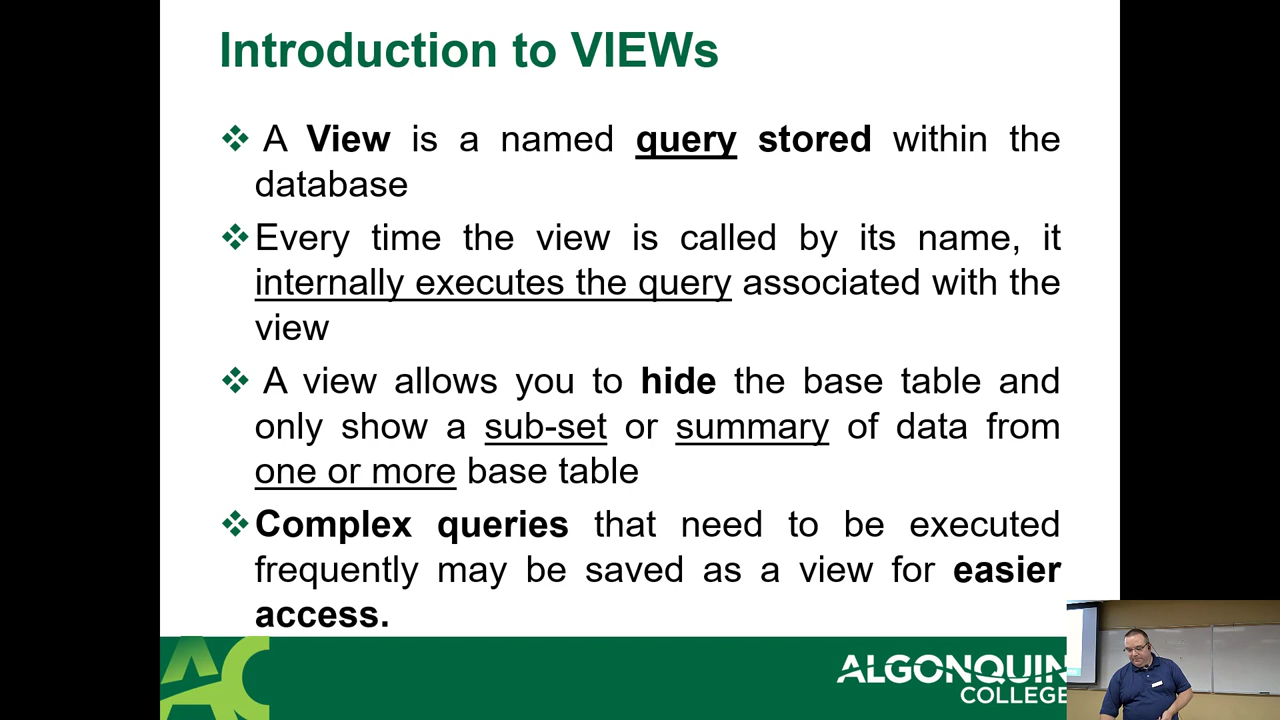 Introduction to VIEWs
❖ A View is a named query stored within the
database
❖ Every time the view is called by its name, it
internally executes the query associated with the
view
❖ A view allows you to hide the base table and
only show a sub-set or summary of data from
one or more base table
❖ Complex queries that need to be executed
frequently may be saved as a view for easier
access.
AC
ALGONQUIN
COLLEGE